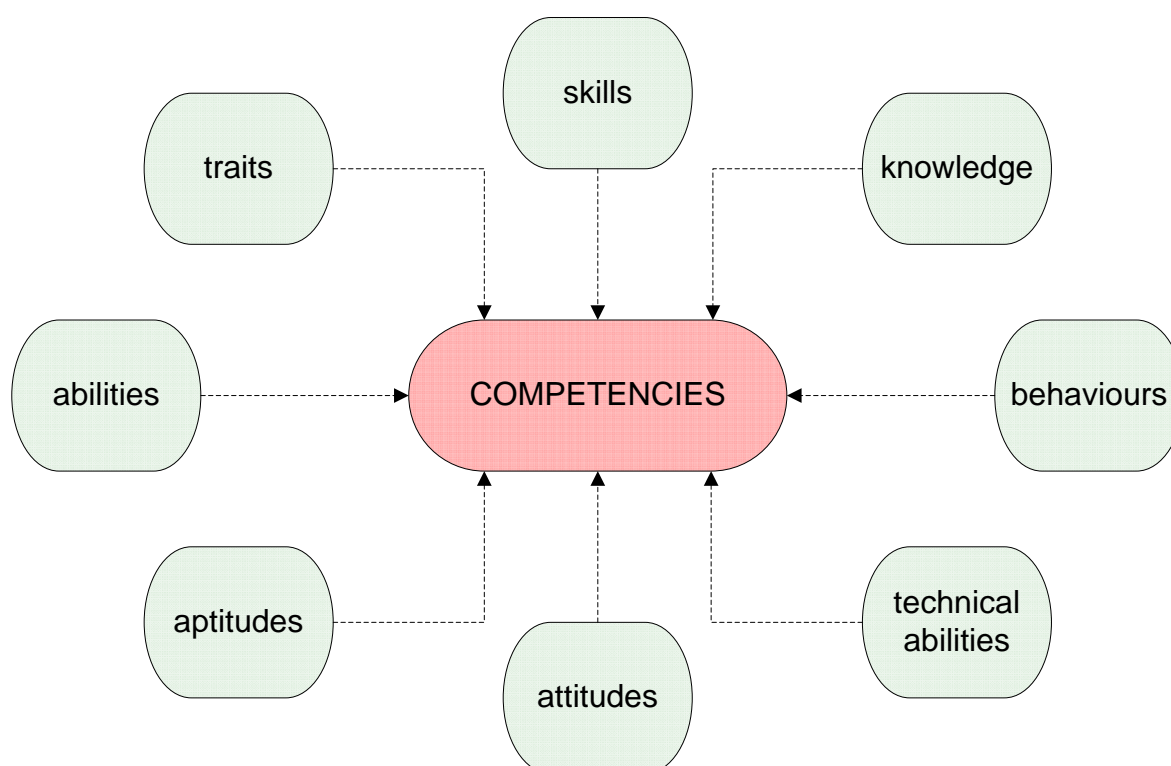 skills
traits
knowledge
abilities
COMPETENCIES
behaviours
aptitudes
technical
abilities
attitudes